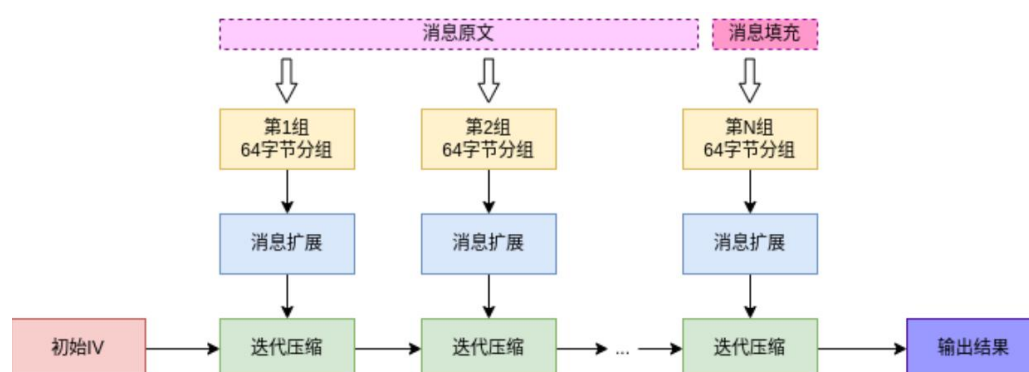 消息原文 消息填充
第1组 第2组 第N组
64字节分组 64字节分组 64字节分组
消息扩展 消息扩展 消息扩展
初始IV 迭代压缩 迭代压缩 ... 迭代压缩 输出结果